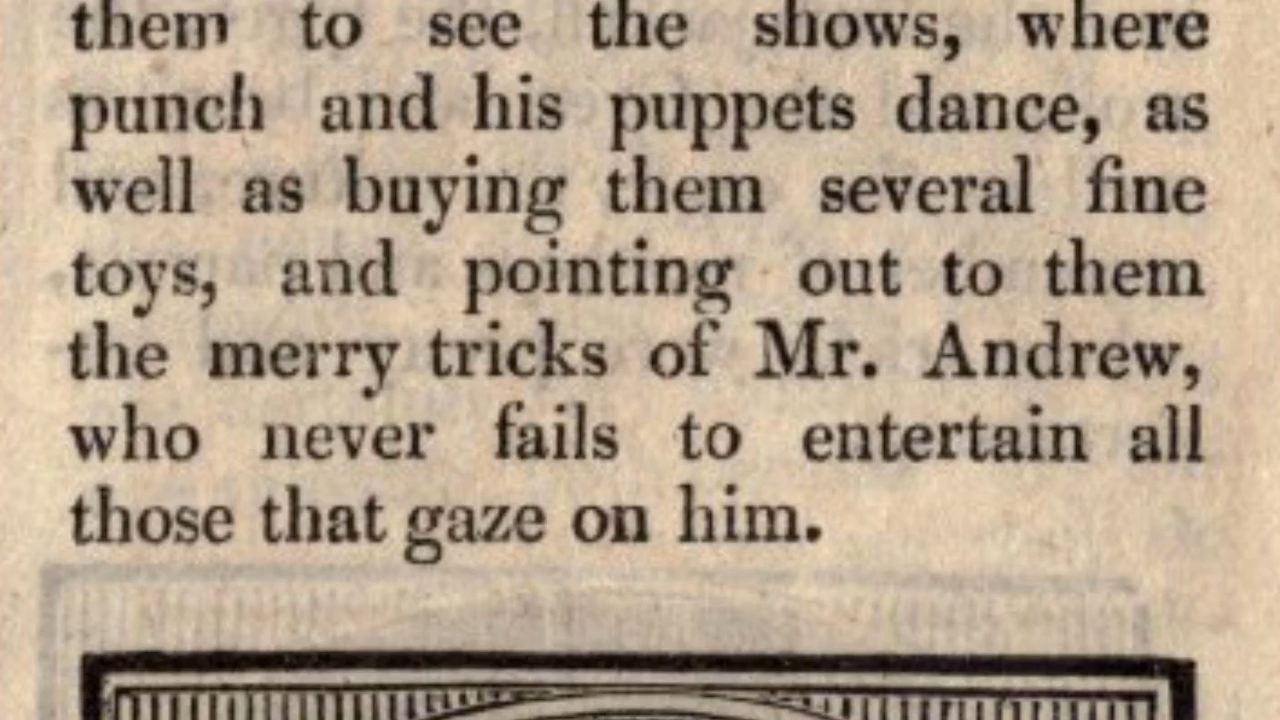 them to see the shows, where
punch and his puppets dance, as
well as buying them several fine
toys, and pointing out to them
the merry tricks of Mr. Andrew,
who never fails to entertain all
those that gaze on him.